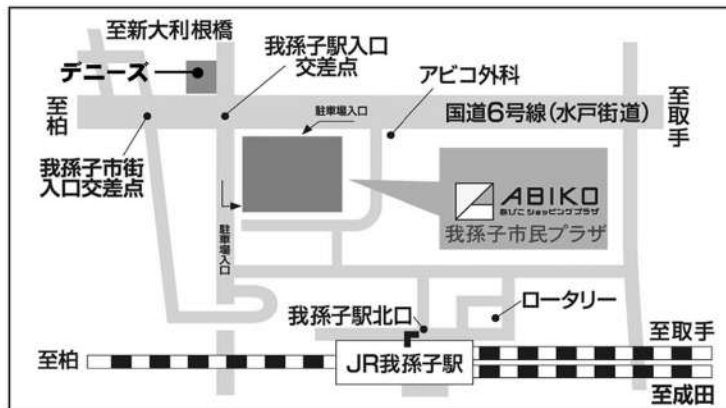 至新大利根橋
デニーズ
我孫子駅入口
交差点
アビコ外科
至柏
駐車場入口
国道6号線(水戸街道)
至取手
我孫子市街
入口交差点
駐車場入口
ABIKO
あびこ ショッピング プラザ
我孫子市民プラザ
我孫子駅北口
ロータリー
至柏
JR我孫子駅
至取手
至成田